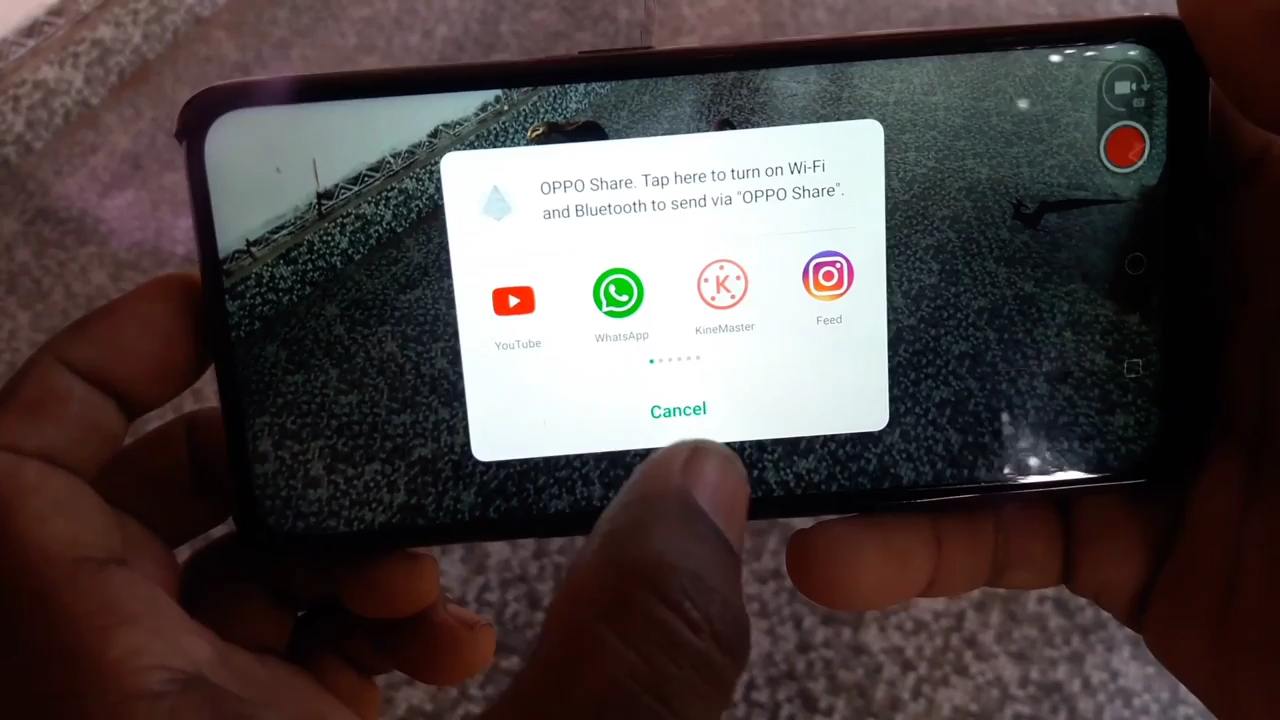 OPPO Share. Tap here to turn on Wi-Fi
and Bluetooth to send via "OPPO Share".
YouTube
WhatsApp
K
KineMaster
Feed
Cancel